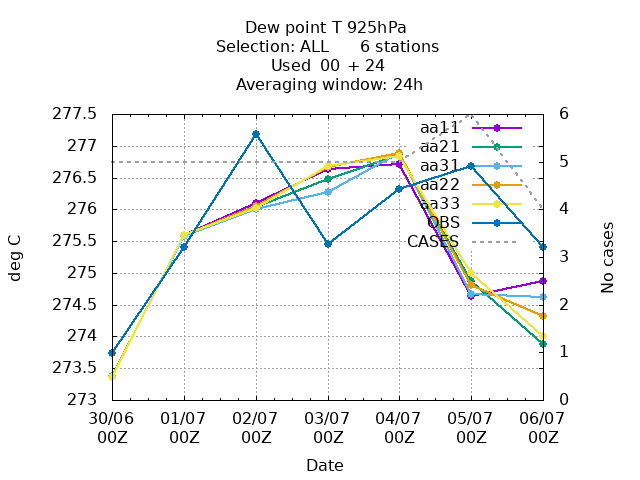 Dew point T 925hPa
Selection: ALL 6 stations
Used 00 + 24
Averaging window: 24h
277.5
277
276.5
276
275.5
275
274.5
274
273.5
273
6
5
4
3
2
1
0
aa11
aa21
aa31
aa22
aa33
OBS
CASES
deg C
No cases
30/06 01/07 02/07 03/07 04/07 05/07 06/07
00Z 00Z 00Z 00Z 00Z 00Z 00Z
Date